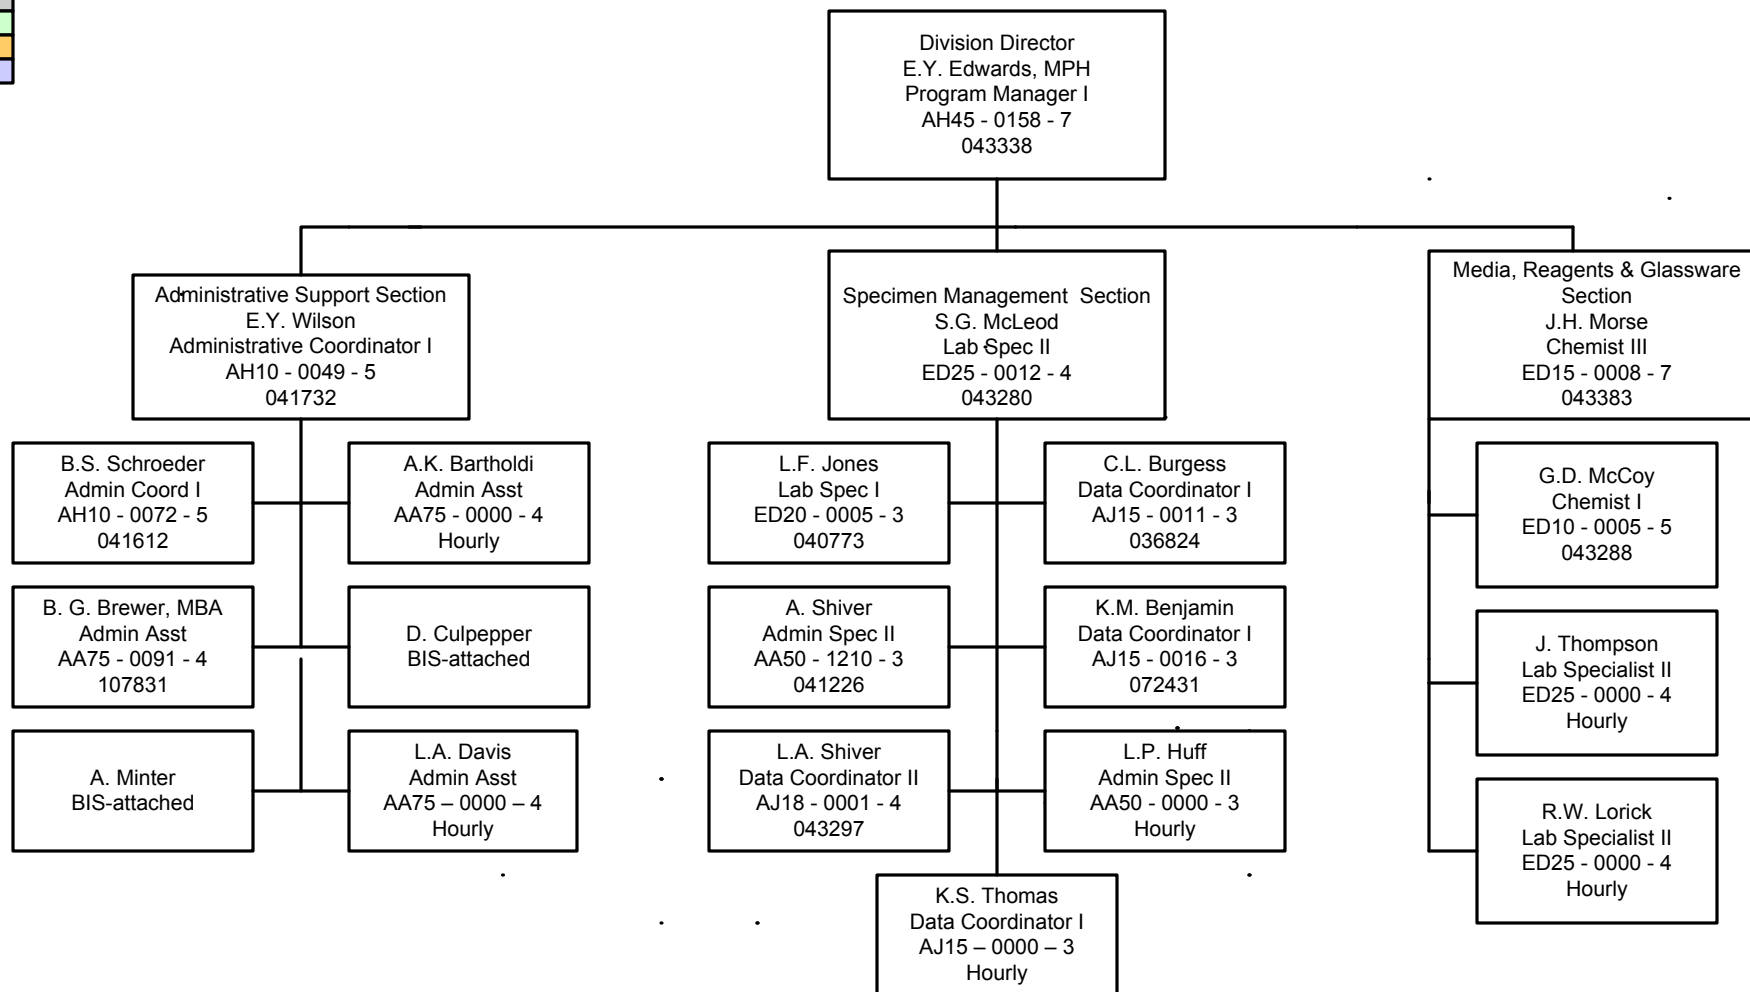 Division Director
E.Y. Edwards, MPH
Program Manager I
AH45 - 0158 - 7
043338
Administrative Support Section
E.Y. Wilson
Administrative Coordinator I
AH10 - 0049 - 5
041732
Specimen Management  Section
S.G. McLeod
Lab Spec II
ED25 - 0012 - 4
043280
Media, Reagents & Glassware
Section
J.H. Morse
Chemist III
ED15 - 0008 - 7
043383
B.S. Schroeder
Admin Coord I
AH10 - 0072 - 5
041612
A.K. Bartholdi
Admin Asst
AA75 - 0000 - 4
Hourly
B. G. Brewer, MBA
Admin Asst
AA75 - 0091 - 4
107831
D. Culpepper
BIS-attached
A. Minter
BIS-attached
L.A. Davis
Admin Asst
AA75 – 0000 – 4
Hourly
L.F. Jones
Lab Spec I
ED20 - 0005 - 3
040773
C.L. Burgess
Data Coordinator I
AJ15 - 0011 - 3
036824
A. Shiver
Admin Spec II
AA50 - 1210 - 3
041226
K.M. Benjamin
Data Coordinator I
AJ15 - 0016 - 3
072431
L.A. Shiver
Data Coordinator II
AJ18 - 0001 - 4
043297
L.P. Huff
Admin Spec II
AA50 - 0000 - 3
Hourly
K.S. Thomas
Data Coordinator I
AJ15 – 0000 – 3
Hourly
G.D. McCoy
Chemist I
ED10 - 0005 - 5
043288
J. Thompson
Lab Specialist II
ED25 - 0000 - 4
Hourly
R.W. Lorick
Lab Specialist II
ED25 - 0000 - 4
Hourly